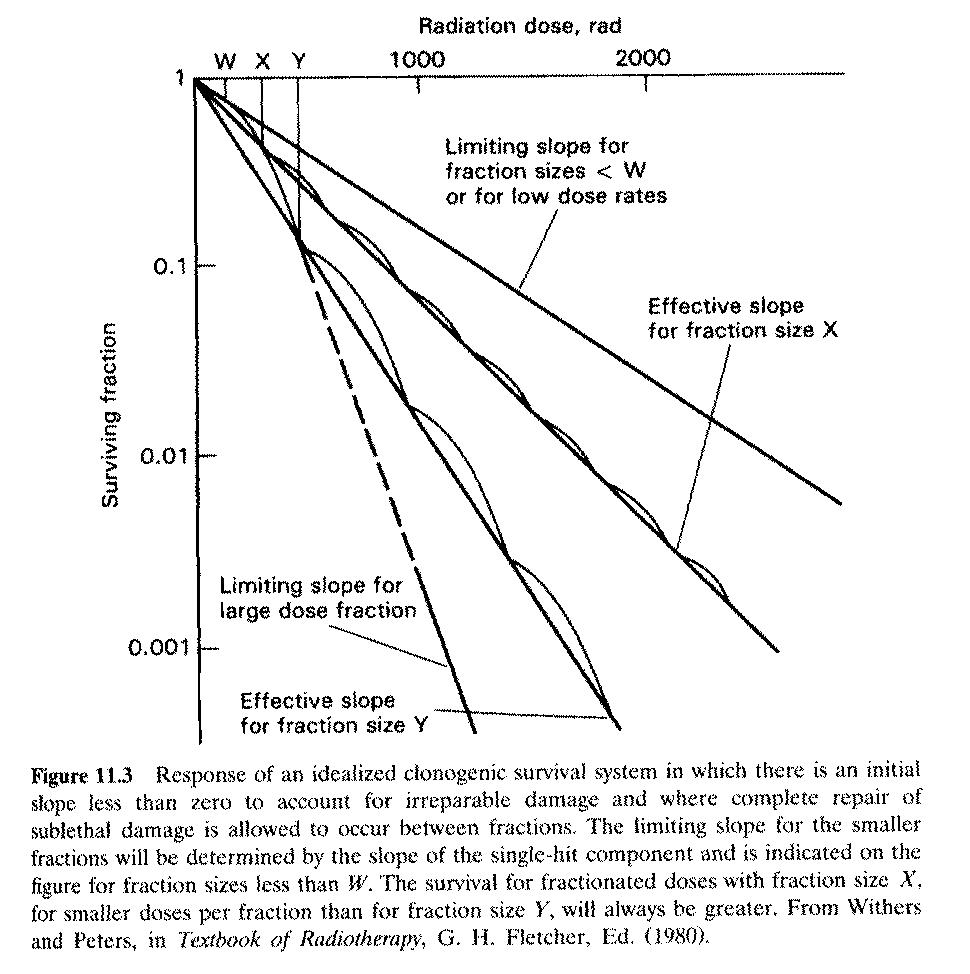 Radiation dose, rad
W X Y 1000 2000
1
Limiting slope for
fraction sizes < W
or for low dose rates
0.1
Effective slope
for fraction size X
Surviving fraction
0.01
Limiting slope for
large dose fraction
0.001
Effective slope
for fraction size Y
Figure 11.3 Response of an idealized clonogenic survival system in which there is an initial
slope less than zero to account for irreparable damage and where complete repair of
sublethal damage is allowed to occur between fractions. The limiting slope for the smaller
fractions will be determined by the slope of the single-hit component and is indicated on the
figure for fraction sizes less than W. The survival for fractionated doses with fraction size X,
for smaller doses per fraction than for fraction size Y, will always be greater. From Withers
and Peters, in Textbook of Radiotherapy, G. H. Fletcher, Ed. (1980).